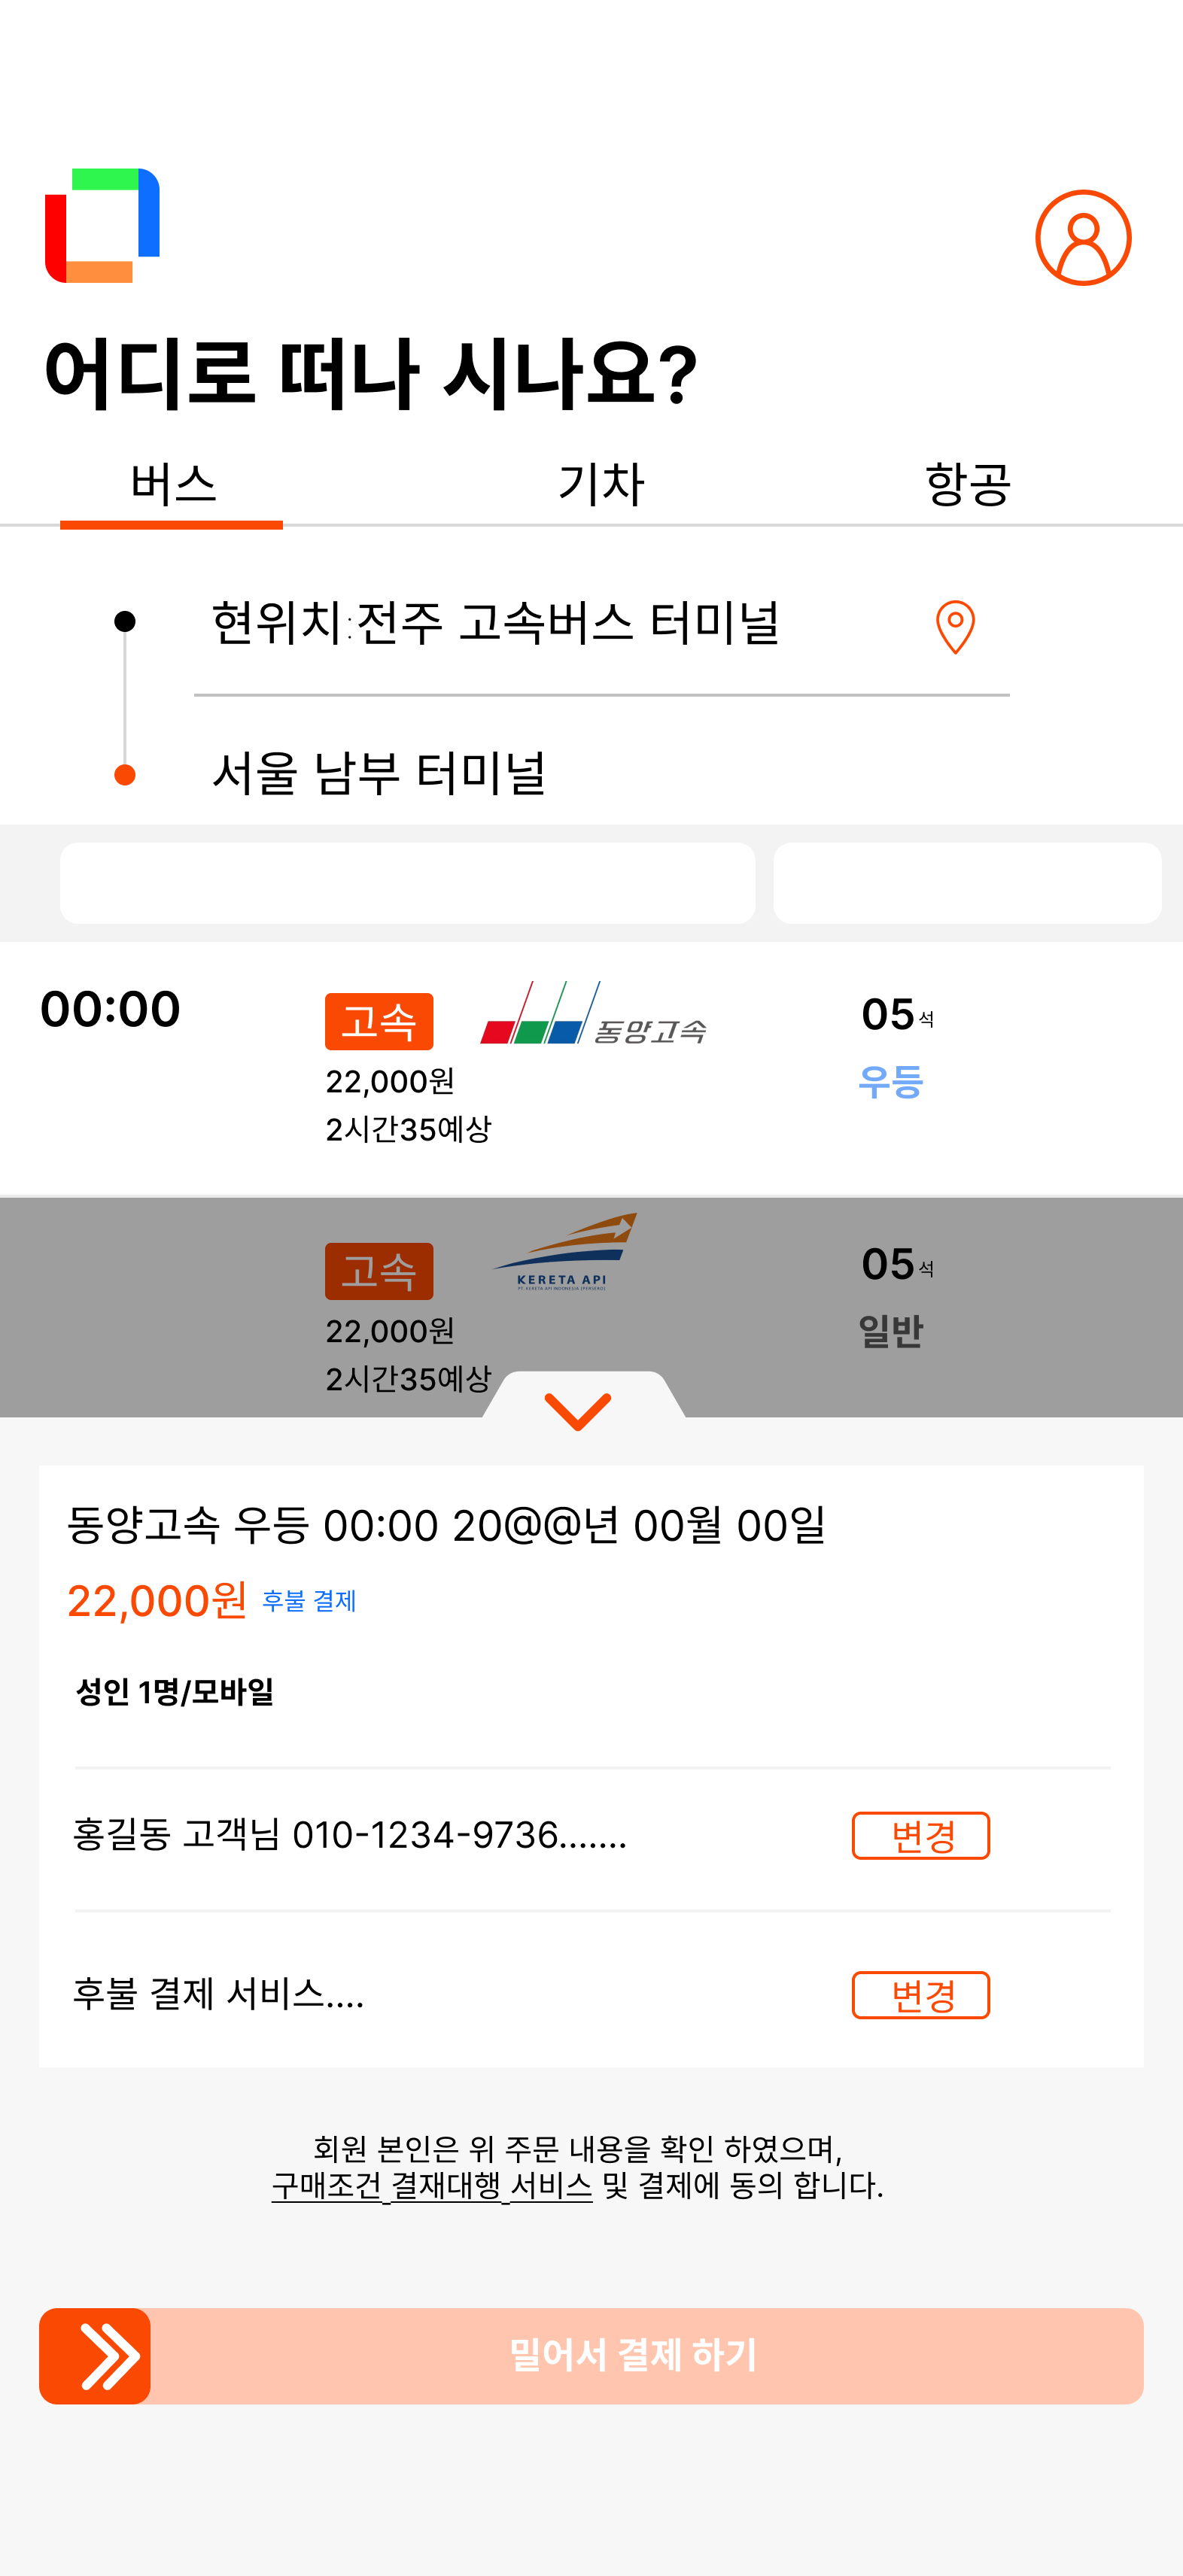 어디로 떠나 시나요?
버스 기차 항공
현위치:전주 고속버스 터미널
서울 남부 터미널
00:00 고속 동양고속 05석
22,000원 우등
2시간35예상
고속 KERETA API 05석
PT. KERETA API INDONESIA (PERSERO)
22,000원 일반
2시간35예상
동양고속 우등 00:00 20@@년 00월 00일
22,000원 후불 결제
성인 1명/모바일
홍길동 고객님 010-1234-9736....... 변경
후불 결제 서비스.... 변경
회원 본인은 위 주문 내용을 확인 하였으며,
구매조건 결재대행 서비스 및 결제에 동의 합니다.
밀어서 결제 하기